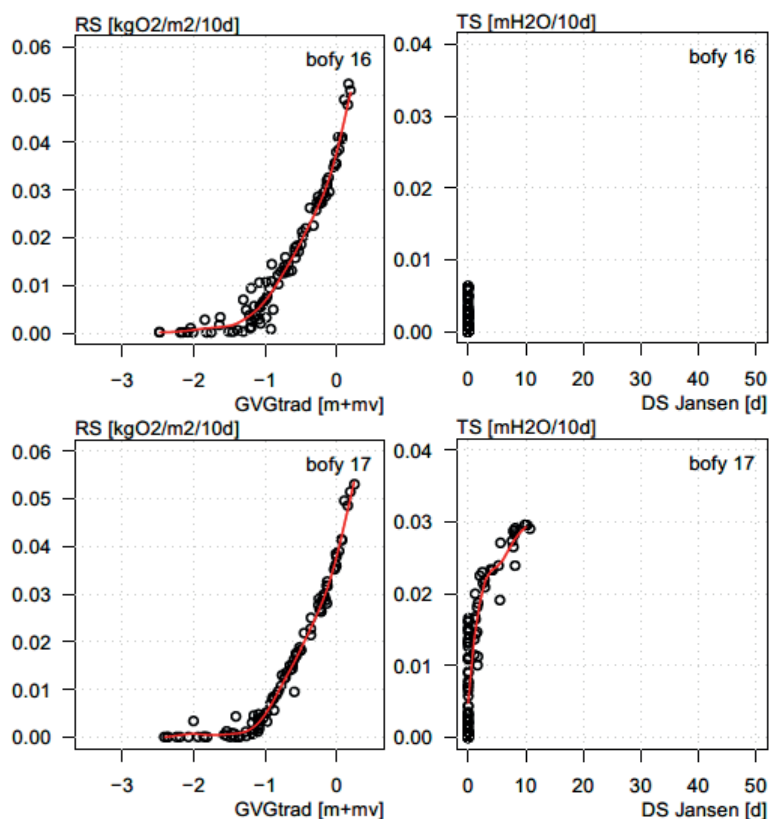 RS [kgO2/m2/10d]
bofy 16
0.06
0.05
0.04
0.03
0.02
0.01
0.00
−3 −2 −1 0
GVGtrad [m+mv]
TS [mH2O/10d]
bofy 16
0.04
0.03
0.02
0.01
0.00
0 10 20 30 40 50
DS Jansen [d]
RS [kgO2/m2/10d]
bofy 17
0.06
0.05
0.04
0.03
0.02
0.01
0.00
−3 −2 −1 0
GVGtrad [m+mv]
TS [mH2O/10d]
bofy 17
0.04
0.03
0.02
0.01
0.00
0 10 20 30 40 50
DS Jansen [d]